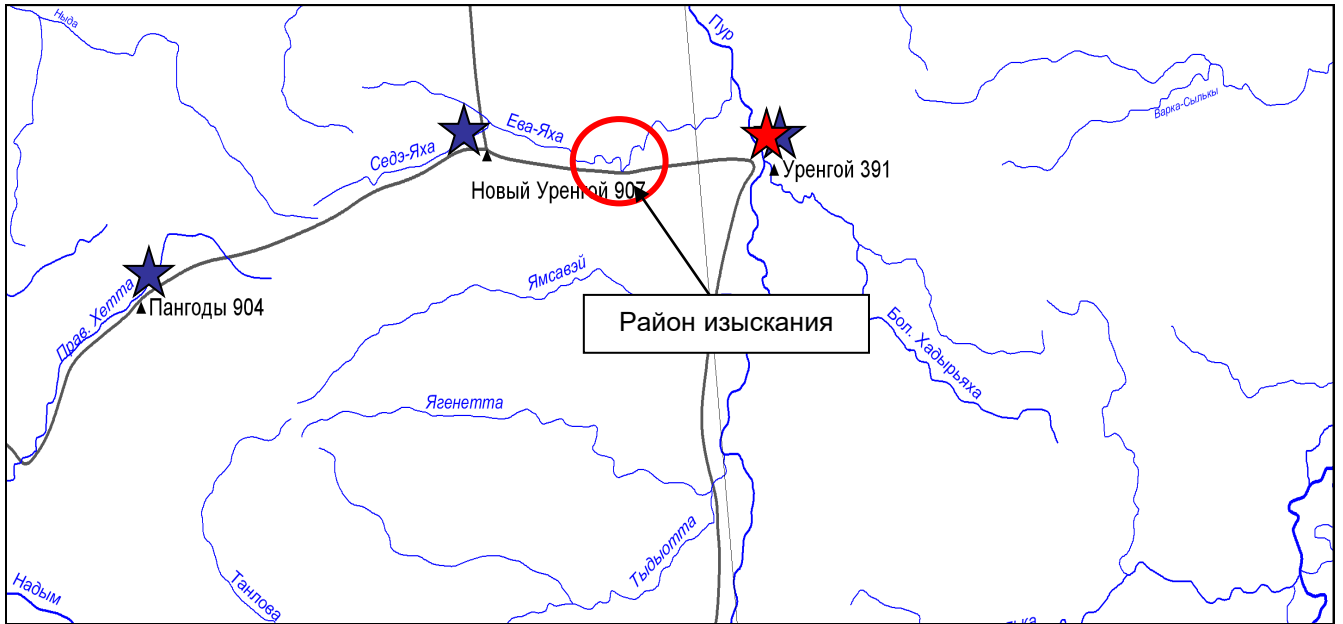 Ныда
Пур
Варка-Сылькы
Ева-Яха
Седэ-Яха
Новый Уренгой 907
Уренгой 391
Прав. Хетта
Пангоды 904
Ямсавэй
Район изыскания
Бол. Хадырьяха
Ягенетта
Тыдыотта
Надым
Танлова